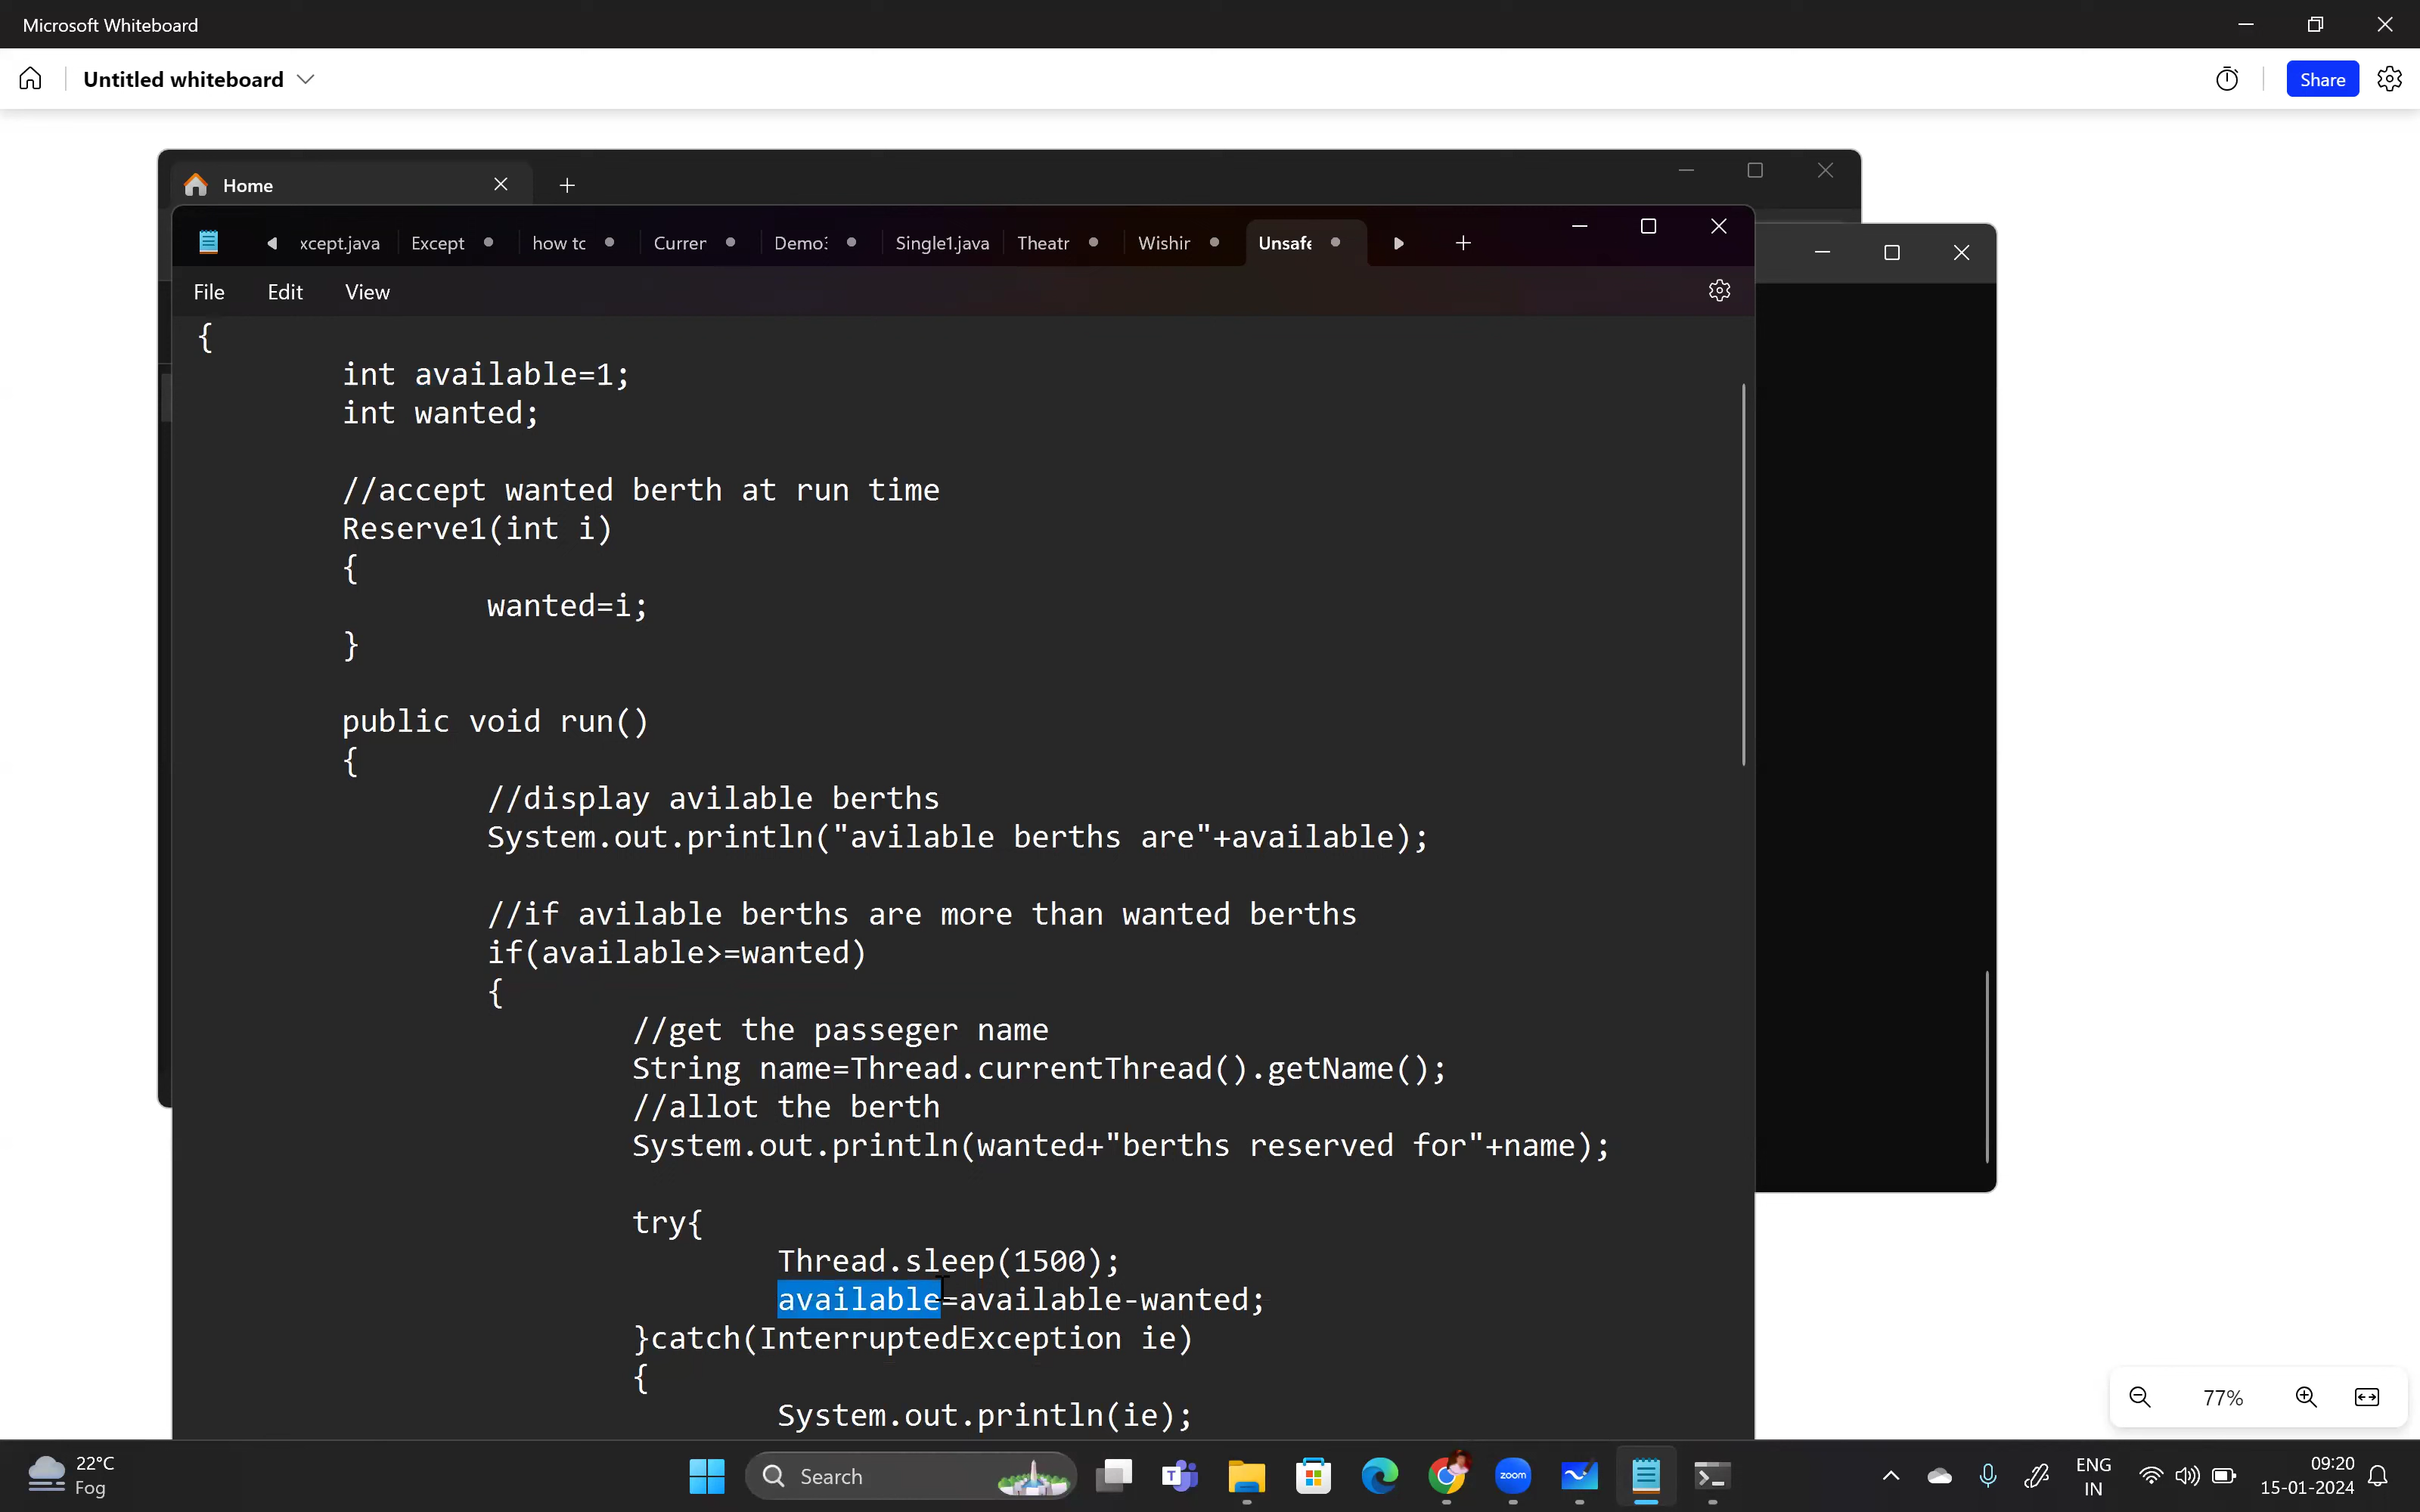 Microsoft Whiteboard
Untitled whiteboard
Share
Home
xcept.java Except how to Currer Demo: Single1.java Theatr Wishir Unsafe
File Edit View
{
int available=1;
int wanted;
//accept wanted berth at run time
Reserve1(int i)
{
wanted=i;
}
public void run()
{
//display avilable berths
System.out.println("avilable berths are"+available);
//if avilable berths are more than wanted berths
if(available>=wanted)
{
//get the passeger name
String name=Thread.currentThread().getName();
//allot the berth
System.out.println(wanted+"berths reserved for"+name);
try{
Thread.sleep(1500);
available=available-wanted;
}catch(InterruptedException ie)
{
System.out.println(ie);
77%
22°C
Fog
Search
zoom
ENG
IN
09:20
15-01-2024